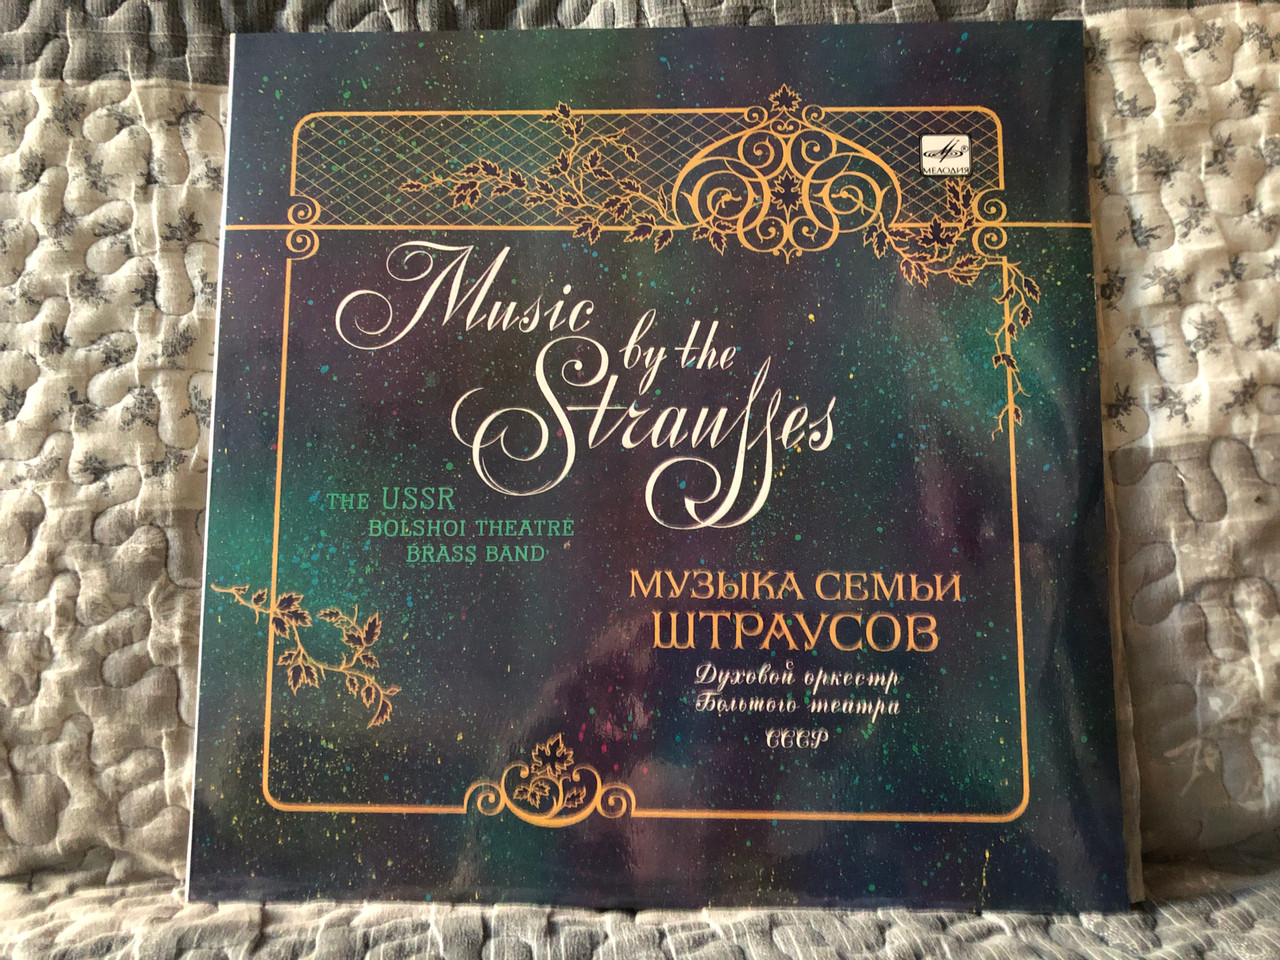 МЕЛОДИЯ
Music
by the
Strausses
THE USSR
BOLSHOI THEATRE
BRASS BAND
МУЗЫКА СЕМЬИ
ШТРАУСОВ
Духовой оркестр
Большого театра
СССР